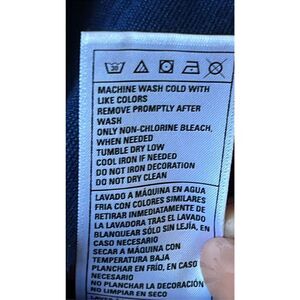 30
MACHINE WASH COLD WITH
LIKE COLORS
REMOVE PROMPTLY AFTER
WASH
ONLY NON-CHLORINE BLEACH,
WHEN NEEDED
TUMBLE DRY LOW
COOL IRON IF NEEDED
DO NOT IRON DECORATION
DO NOT DRY CLEAN
LAVADO A MÁQUINA EN AGUA
FRIA CON COLORES SIMILARES
RETIRAR INMEDIATAMENTE DE
LA LAVADORA TRAS EL LAVADO
BLANQUEAR SÓLO SIN LEJÍA, EN
CASO NECESARIO
SECAR A MÁQUINA CON
TEMPERATURA BAJA
PLANCHAR EN FRÍO, EN CASO
NECESARIO
NO PLANCHAR LA DECORACIÓN
NO LIMPIAR EN SECO